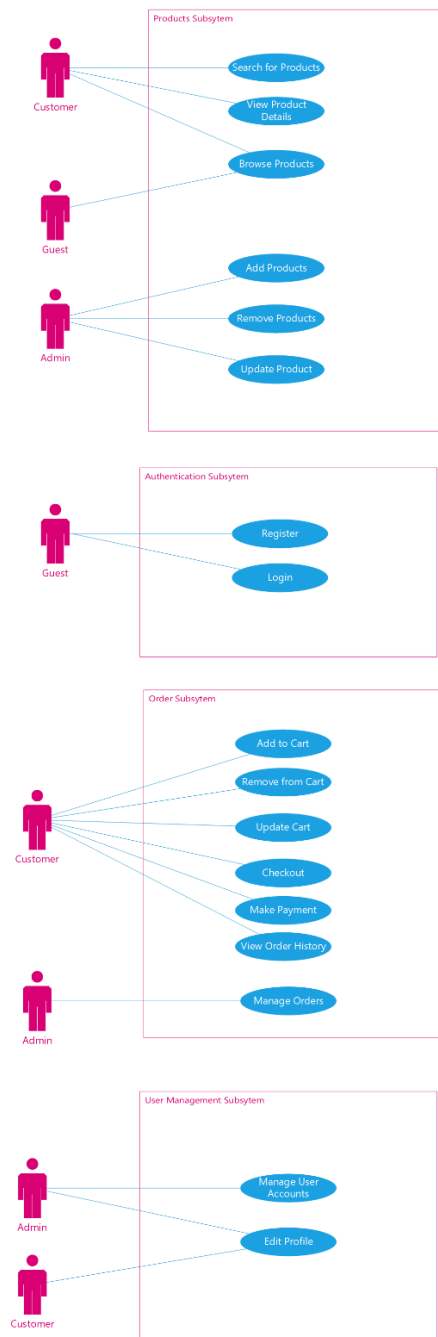 Products Subsytem
Search for Products
Customer
View Product
Details
Browse Products
Guest
Add Products
Remove Products
Admin
Update Product
Authentication Subsytem
Register
Guest
Login
Order Subsytem
Add to Cart
Remove from Cart
Update Cart
Customer
Checkout
Make Payment
View Order History
Manage Orders
Admin
User Management Subsytem
Manage User
Accounts
Admin
Edit Profile
Customer